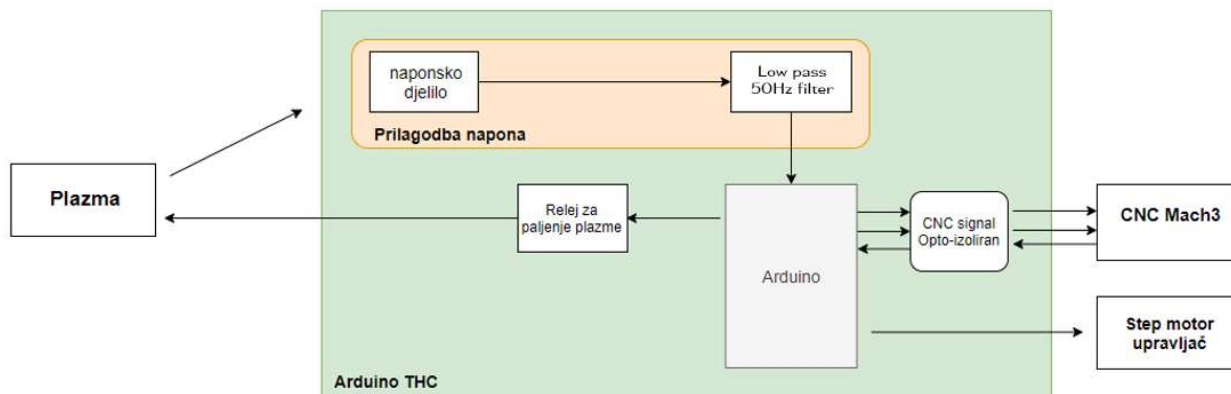 naponsko
djelilo
Low pass
50Hz filter
Prilagodba napona
Plazma
Relej za
paljenje plazme
Arduino
CNC signal
Opto-izoliran
CNC Mach3
Step motor
upravljač
Arduino THC